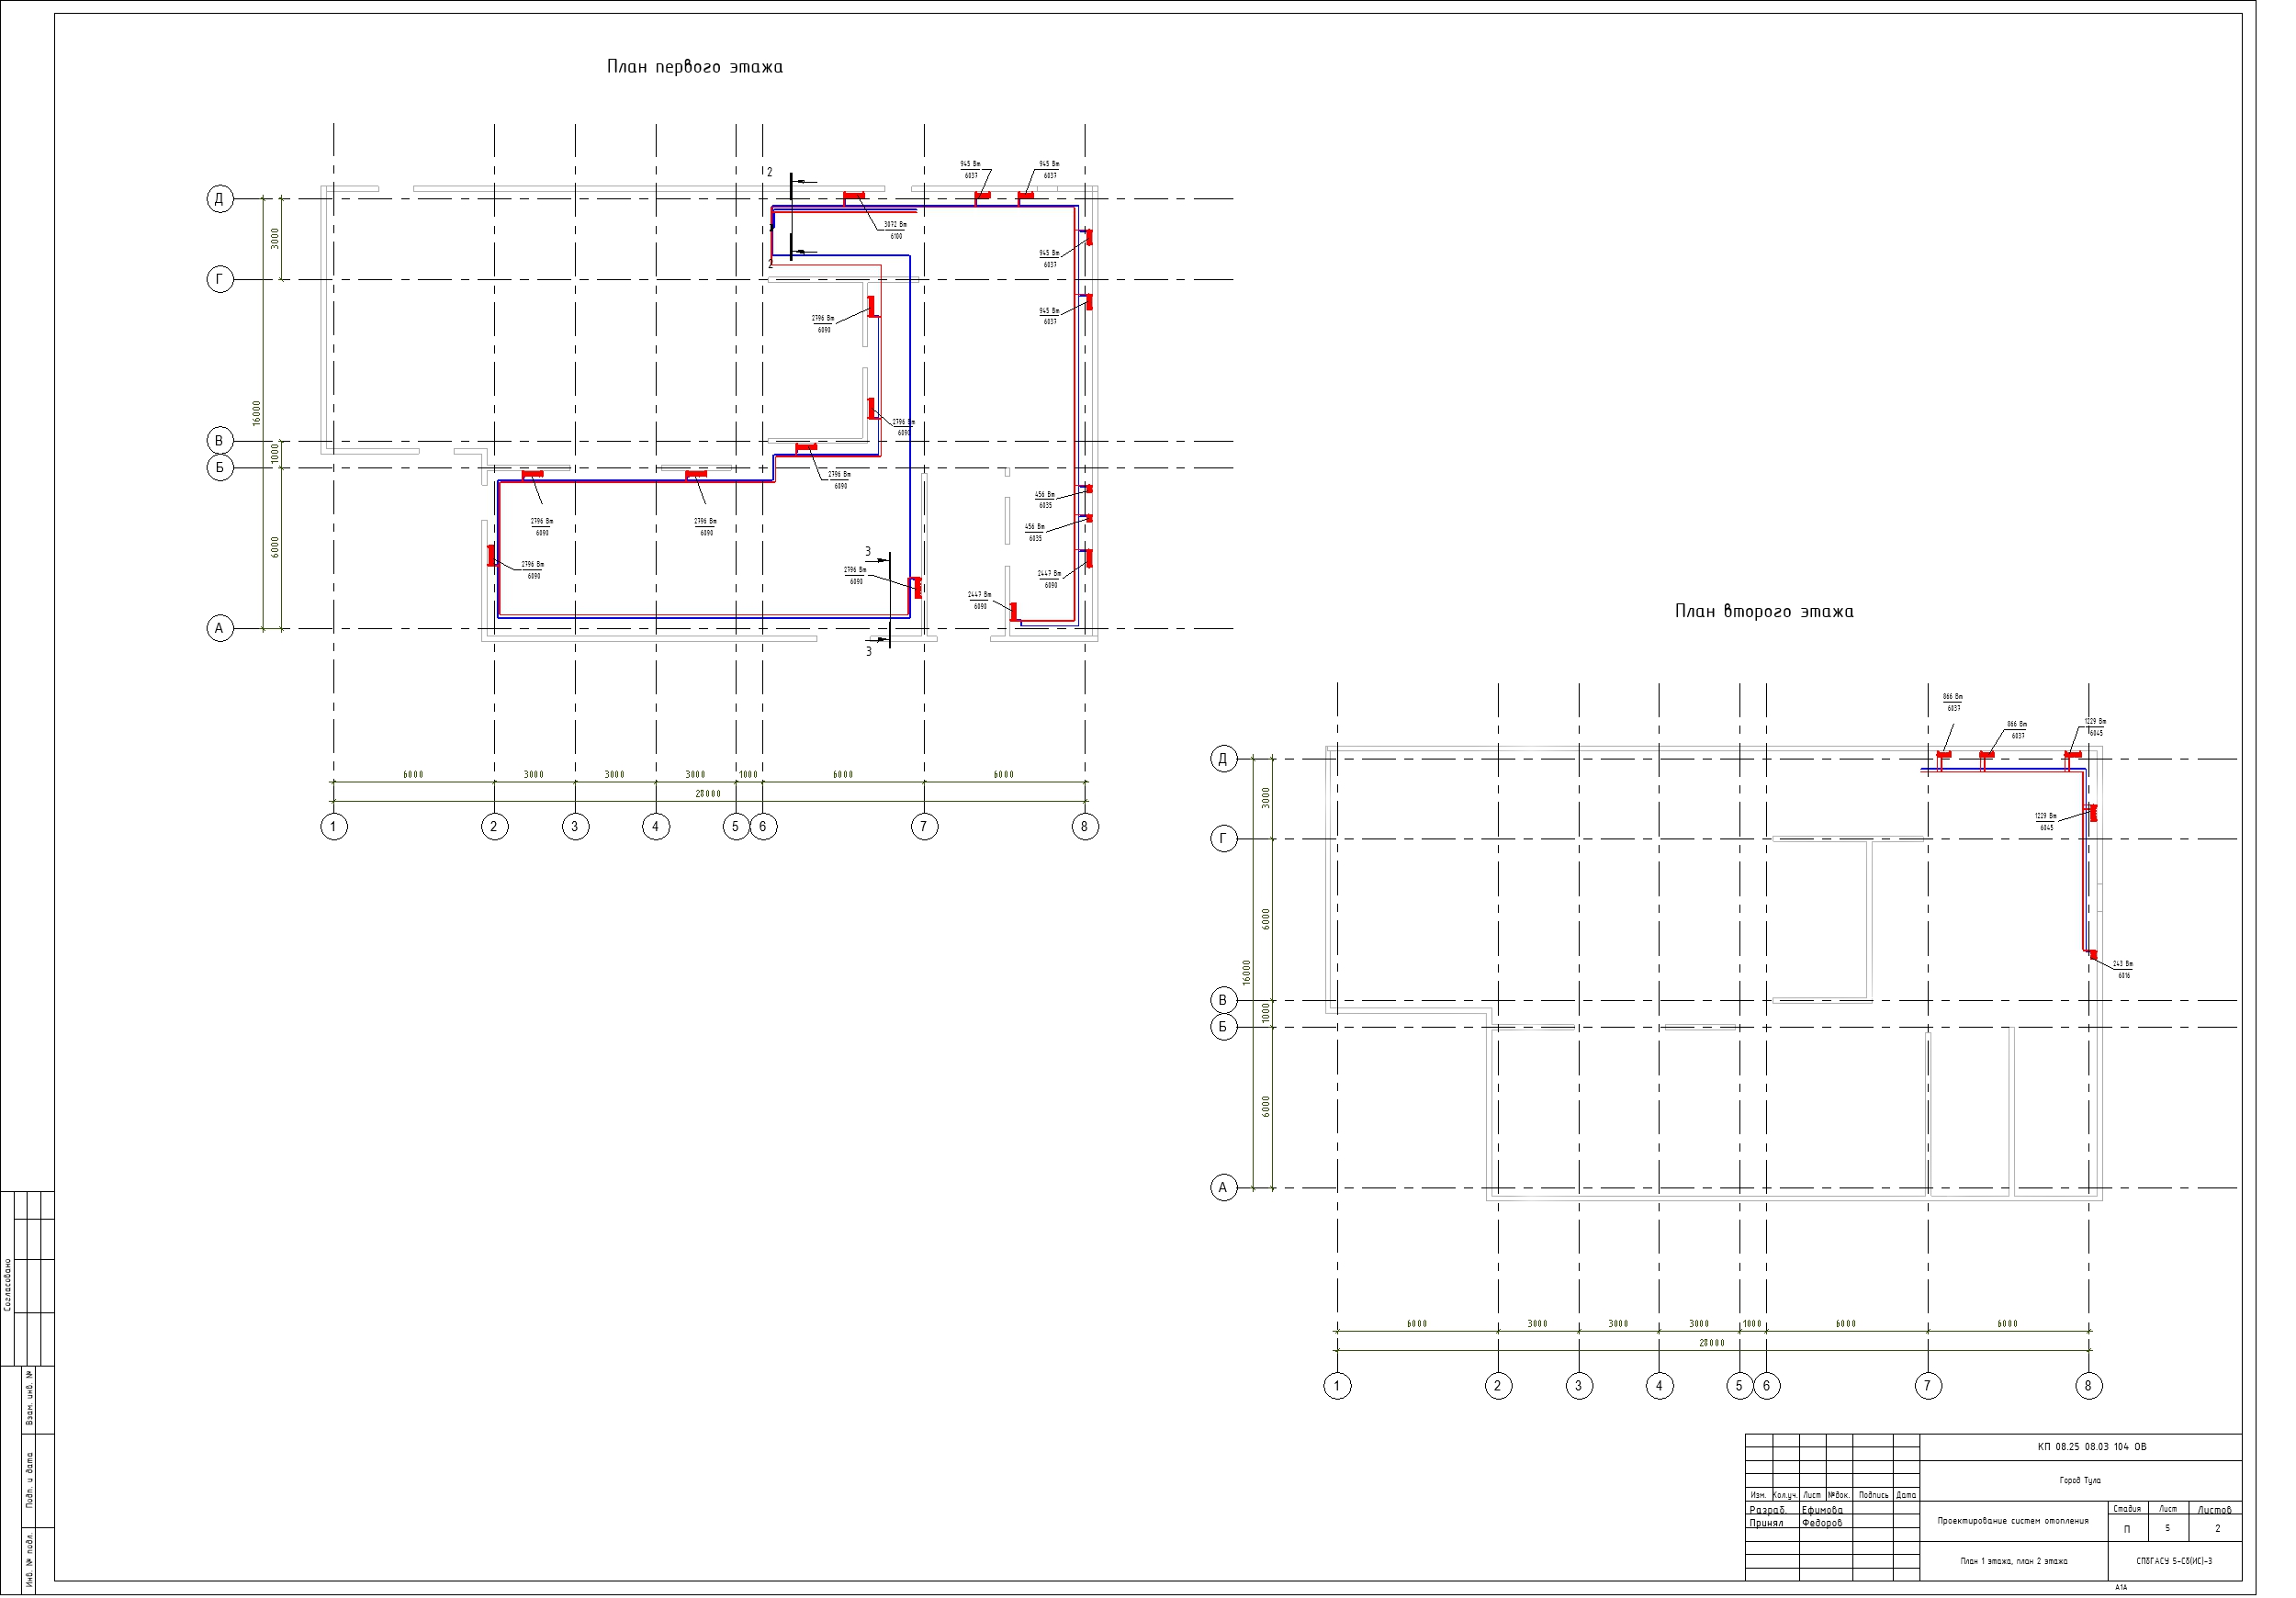 План первого этажа
2
945 Вт
6037
945 Вт
6037
Д
3072 Вт
6100
3000
2
945 Вт
6037
Г
2796 Вт
6090
945 Вт
6037
16000
2796 Вт
6090
В
1000
Б
2796 Вт
6090
456 Вт
6035
2796 Вт
6090
2796 Вт
6090
456 Вт
6035
6000
3
2796 Вт
6090
2796 Вт
6090
2447 Вт
6090
2447 Вт
6090
А
3
6000
3000
3000
3000
1000
6000
6000
28000
1
2
3
4
5
6
7
8
План второго этажа
866 Вт
6037
866 Вт
6037
1229 Вт
6045
Д
3000
1229 Вт
6045
Г
6000
16000
243 Вт
6016
В
1000
Б
6000
А
6000
3000
3000
3000
1000
6000
6000
28000
1
2
3
4
5
6
7
8
Согласовано
Взам. инв. №
Подп. и дата
Инв. № подл.
КП 08.25 08.03 104 ОВ
Город Тула
Изм. Кол.уч. Лист №док. Подпись Дата
Разраб. Ефимова
Принял Федоров
Проектирование систем отопления
Стадия Лист Листов
П 5 2
План 1 этажа, план 2 этажа
СПбГАСУ 5-Сб(ИС)-3
А1А